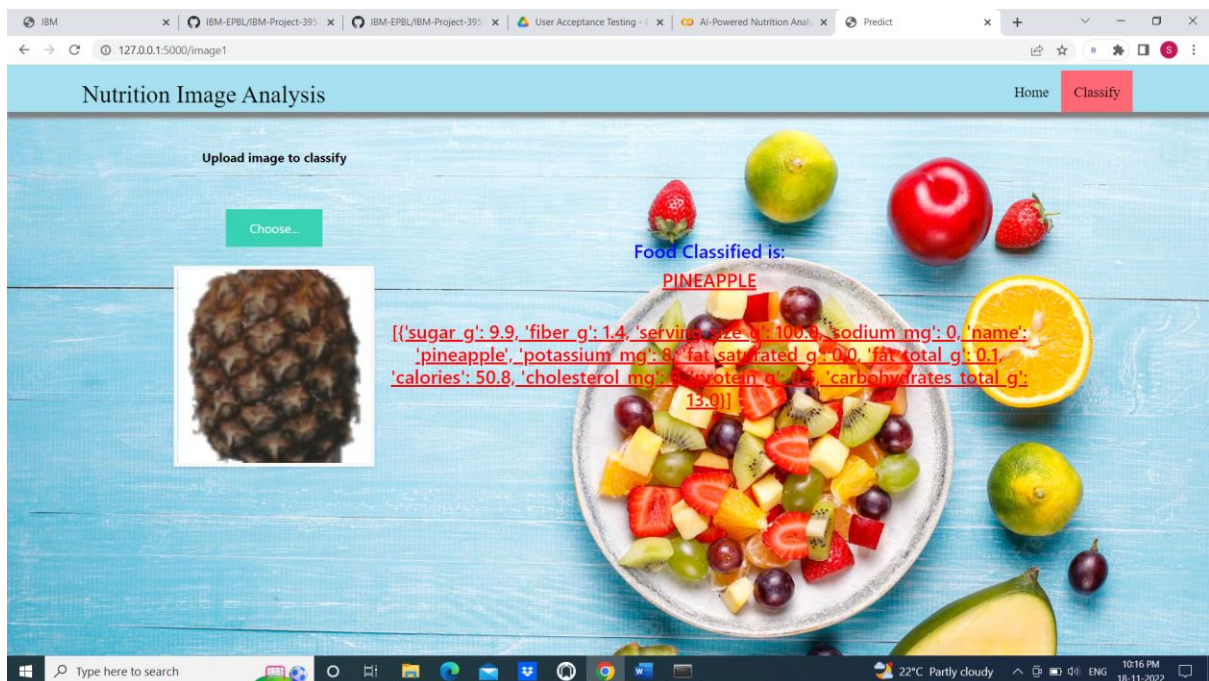 IBM
IBM-EPBL/IBM-Project-395
IBM-EPBL/IBM-Project-395
User Acceptance Testing -
AI-Powered Nutrition Analy
Predict
127.0.0.1:5000/image1
S
Nutrition Image Analysis
Home
Classify
Upload image to classify
Choose...
Food Classified is:
PINEAPPLE
[{'sugar_g': 9.9, 'fiber_g': 1.4, 'serving_size_g': 100.0, 'sodium_mg': 0, 'name':
'pineapple', 'potassium_mg': 8, 'fat_saturated_g': 0.0, 'fat_total_g': 0.1,
'calories': 50.8, 'cholesterol_mg': 'protein_g': 'carbohydrates_total_g':
13.0}]
Type here to search
22°C Partly cloudy
ENG
10:16 PM
18-11-2022